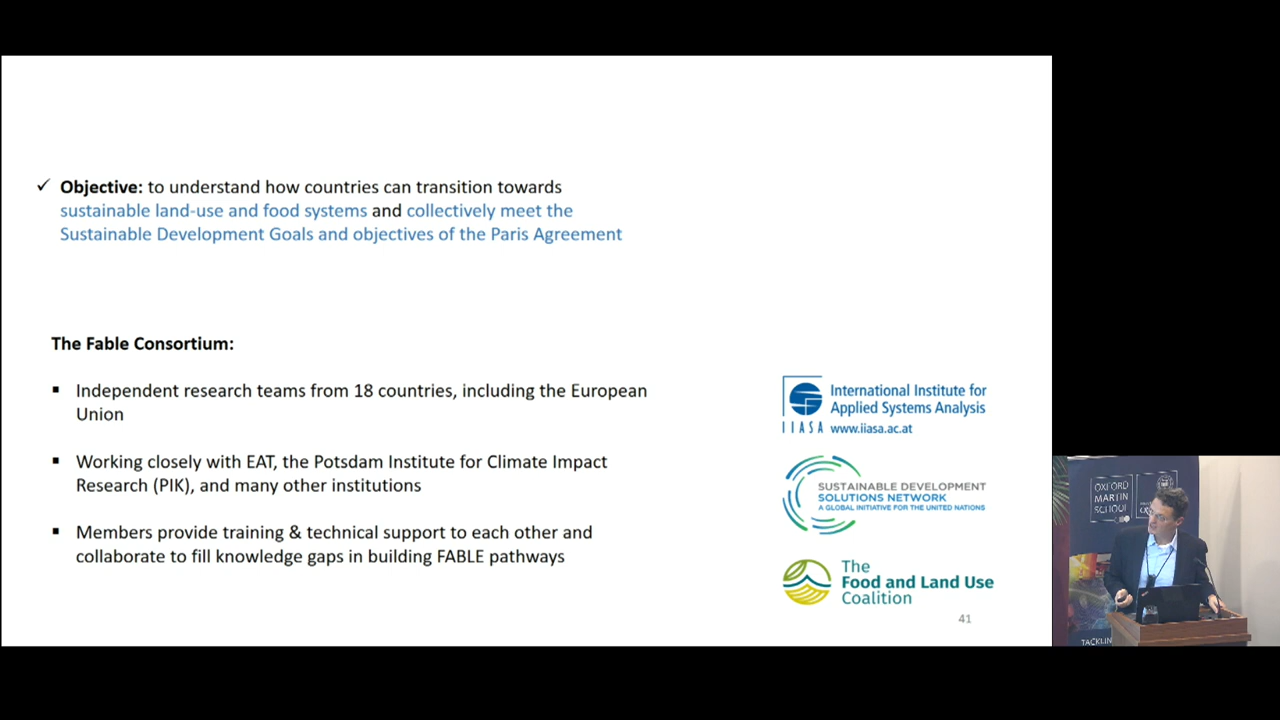 ✓ Objective: to understand how countries can transition towards
sustainable land-use and food systems and collectively meet the
Sustainable Development Goals and objectives of the Paris Agreement
The Fable Consortium:
▪ Independent research teams from 18 countries, including the European
Union
▪ Working closely with EAT, the Potsdam Institute for Climate Impact
Research (PIK), and many other institutions
▪ Members provide training & technical support to each other and
collaborate to fill knowledge gaps in building FABLE pathways
International Institute for
Applied Systems Analysis
IIASA www.iiasa.ac.at
SUSTAINABLE DEVELOPMENT
SOLUTIONS NETWORK
A GLOBAL INITIATIVE FOR THE UNITED NATIONS
The
Food and Land Use
Coalition
41
OXFORD
MARTIN
SCHOOL